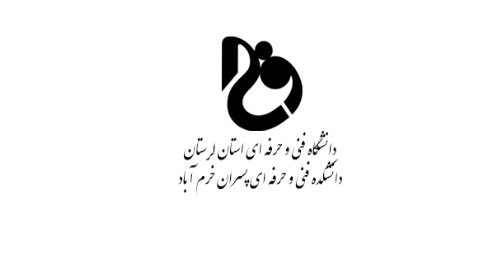 دانشگاه فنی و حرفه ای استان لرستان
دانشکده فنی و حرفه ای پسران خرم آباد